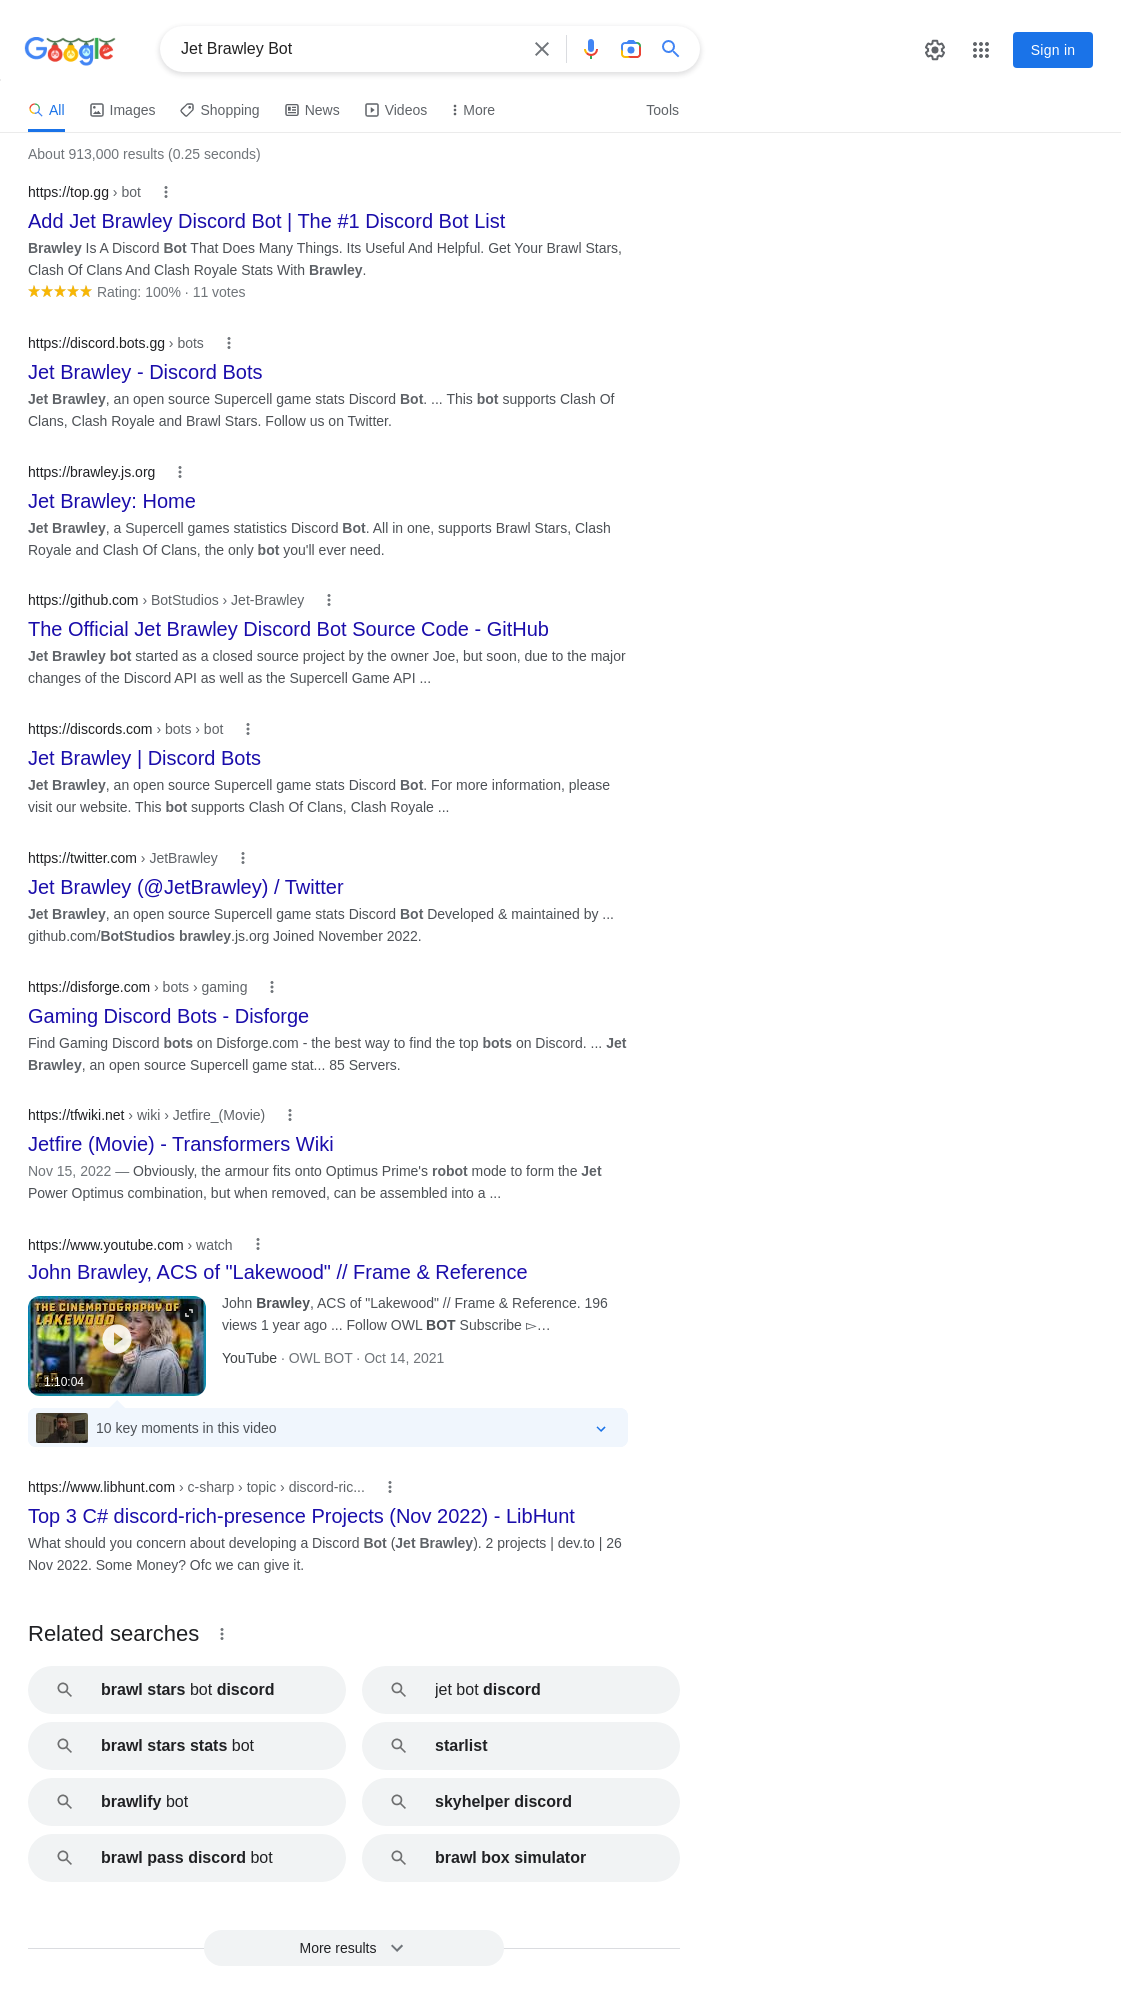 Google
Jet Brawley Bot
Sign in
All
Images
Shopping
News
Videos
More
Tools
About 913,000 results (0.25 seconds)
https://top.gg › bot
Add Jet Brawley Discord Bot | The #1 Discord Bot List
Brawley Is A Discord Bot That Does Many Things. Its Useful And Helpful. Get Your Brawl Stars,
Clash Of Clans And Clash Royale Stats With Brawley.
Rating: 100% · 11 votes
https://discord.bots.gg › bots
Jet Brawley - Discord Bots
Jet Brawley, an open source Supercell game stats Discord Bot. ... This bot supports Clash Of
Clans, Clash Royale and Brawl Stars. Follow us on Twitter.
https://brawley.js.org
Jet Brawley: Home
Jet Brawley, a Supercell games statistics Discord Bot. All in one, supports Brawl Stars, Clash
Royale and Clash Of Clans, the only bot you'll ever need.
https://github.com › BotStudios › Jet-Brawley
The Official Jet Brawley Discord Bot Source Code - GitHub
Jet Brawley bot started as a closed source project by the owner Joe, but soon, due to the major
changes of the Discord API as well as the Supercell Game API ...
https://discords.com › bots › bot
Jet Brawley | Discord Bots
Jet Brawley, an open source Supercell game stats Discord Bot. For more information, please
visit our website. This bot supports Clash Of Clans, Clash Royale ...
https://twitter.com › JetBrawley
Jet Brawley (@JetBrawley) / Twitter
Jet Brawley, an open source Supercell game stats Discord Bot Developed & maintained by ...
github.com/BotStudios brawley.js.org Joined November 2022.
https://disforge.com › bots › gaming
Gaming Discord Bots - Disforge
Find Gaming Discord bots on Disforge.com - the best way to find the top bots on Discord. ... Jet
Brawley, an open source Supercell game stat... 85 Servers.
https://tfwiki.net › wiki › Jetfire_(Movie)
Jetfire (Movie) - Transformers Wiki
Nov 15, 2022 — Obviously, the armour fits onto Optimus Prime's robot mode to form the Jet
Power Optimus combination, but when removed, can be assembled into a ...
https://www.youtube.com › watch
John Brawley, ACS of "Lakewood" // Frame & Reference
THE CINEMATOGRAPHY OF
LAKEWOOD
1:10:04
John Brawley, ACS of "Lakewood" // Frame & Reference. 196
views 1 year ago ... Follow OWL BOT Subscribe ▻…
YouTube · OWL BOT · Oct 14, 2021
10 key moments in this video
https://www.libhunt.com › c-sharp › topic › discord-ric...
Top 3 C# discord-rich-presence Projects (Nov 2022) - LibHunt
What should you concern about developing a Discord Bot (Jet Brawley). 2 projects | dev.to | 26
Nov 2022. Some Money? Ofc we can give it.
Related searches
brawl stars bot discord
jet bot discord
brawl stars stats bot
starlist
brawlify bot
skyhelper discord
brawl pass discord bot
brawl box simulator
More results